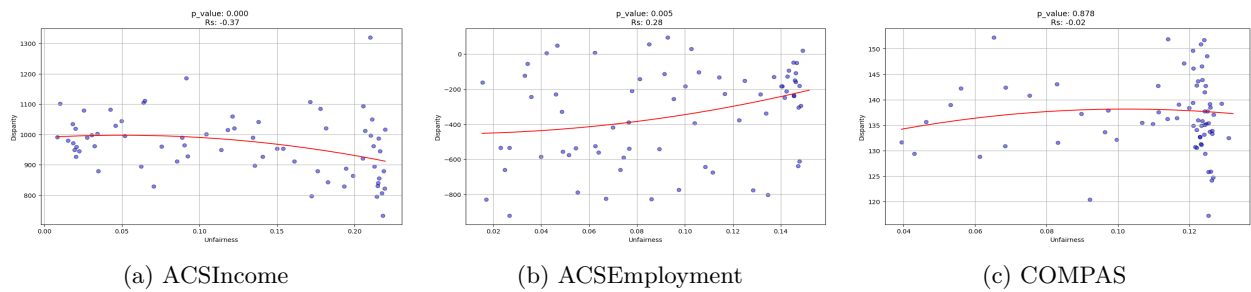 p_value: 0.000
Rs: -0.37
1300
1200
1100
1000
900
800
Disparity
0.00
0.05
0.10
0.15
0.20
Unfairness
(a) ACSIncome
p_value: 0.005
Rs: 0.28
0
−200
−400
−600
−800
Disparity
0.02
0.04
0.06
0.08
0.10
0.12
0.14
Unfairness
(b) ACSEmployment
p_value: 0.878
Rs: -0.02
150
145
140
135
130
125
120
115
Disparity
0.04
0.06
0.08
0.10
0.12
Unfairness
(c) COMPAS